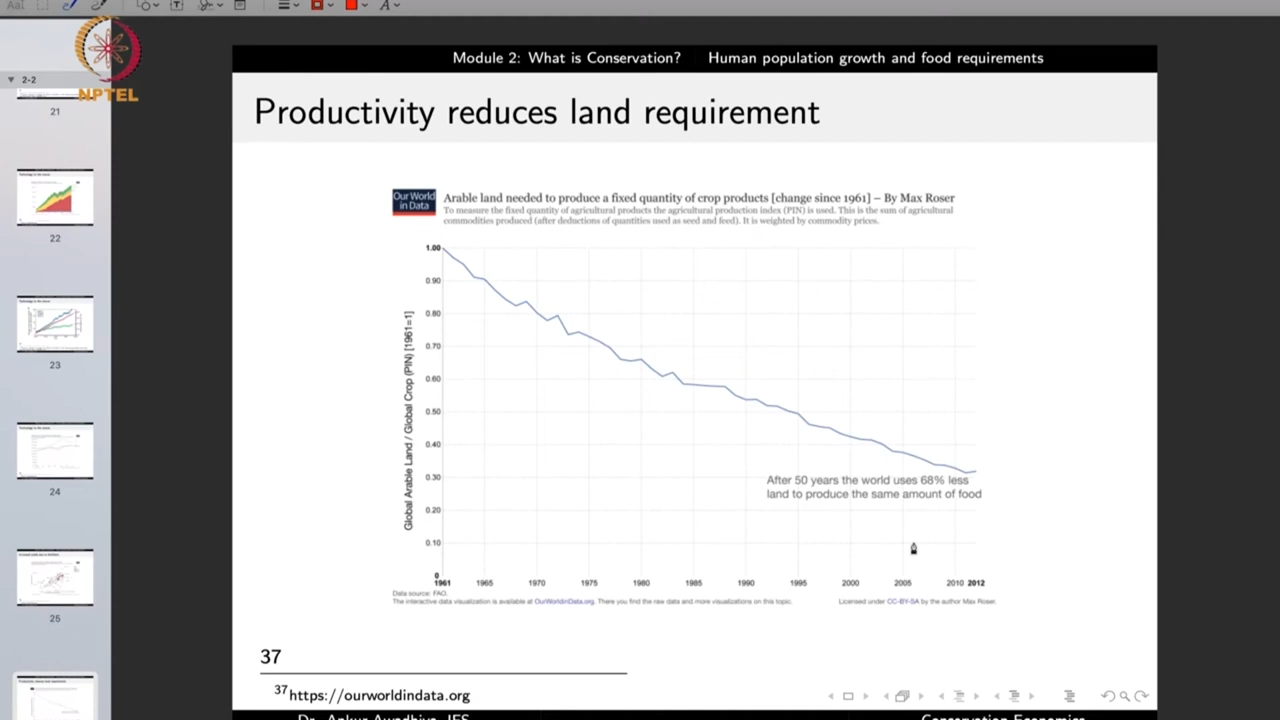 AaI
A
NPTEL
2-2
21
22
23
24
25
Module 2: What is Conservation? Human population growth and food requirements
Productivity reduces land requirement
Our World
in Data
Arable land needed to produce a fixed quantity of crop products [change since 1961] – By Max Roser
To measure the fixed quantity of agricultural products the agricultural production index (PIN) is used. This is the sum of agricultural
commodities produced (after deductions of quantities used as seed and feed). It is weighted by commodity prices.
Global Arable Land / Global Crop (PIN) [1961=1]
1.00
0.90
0.80
0.70
0.60
0.50
0.40
0.30
0.20
0.10
0
After 50 years the world uses 68% less
land to produce the same amount of food
1961 1965 1970 1975 1980 1985 1990 1995 2000 2005 2010 2012
Data source: FAO.
The interactive data visualization is available at OurWorldinData.org. There you find the raw data and more visualizations on this topic. Licensed under CC-BY-SA by the author Max Roser.
37
37https://ourworldindata.org
Dr. Ankur Awadhiya, IFS Conservation Economics